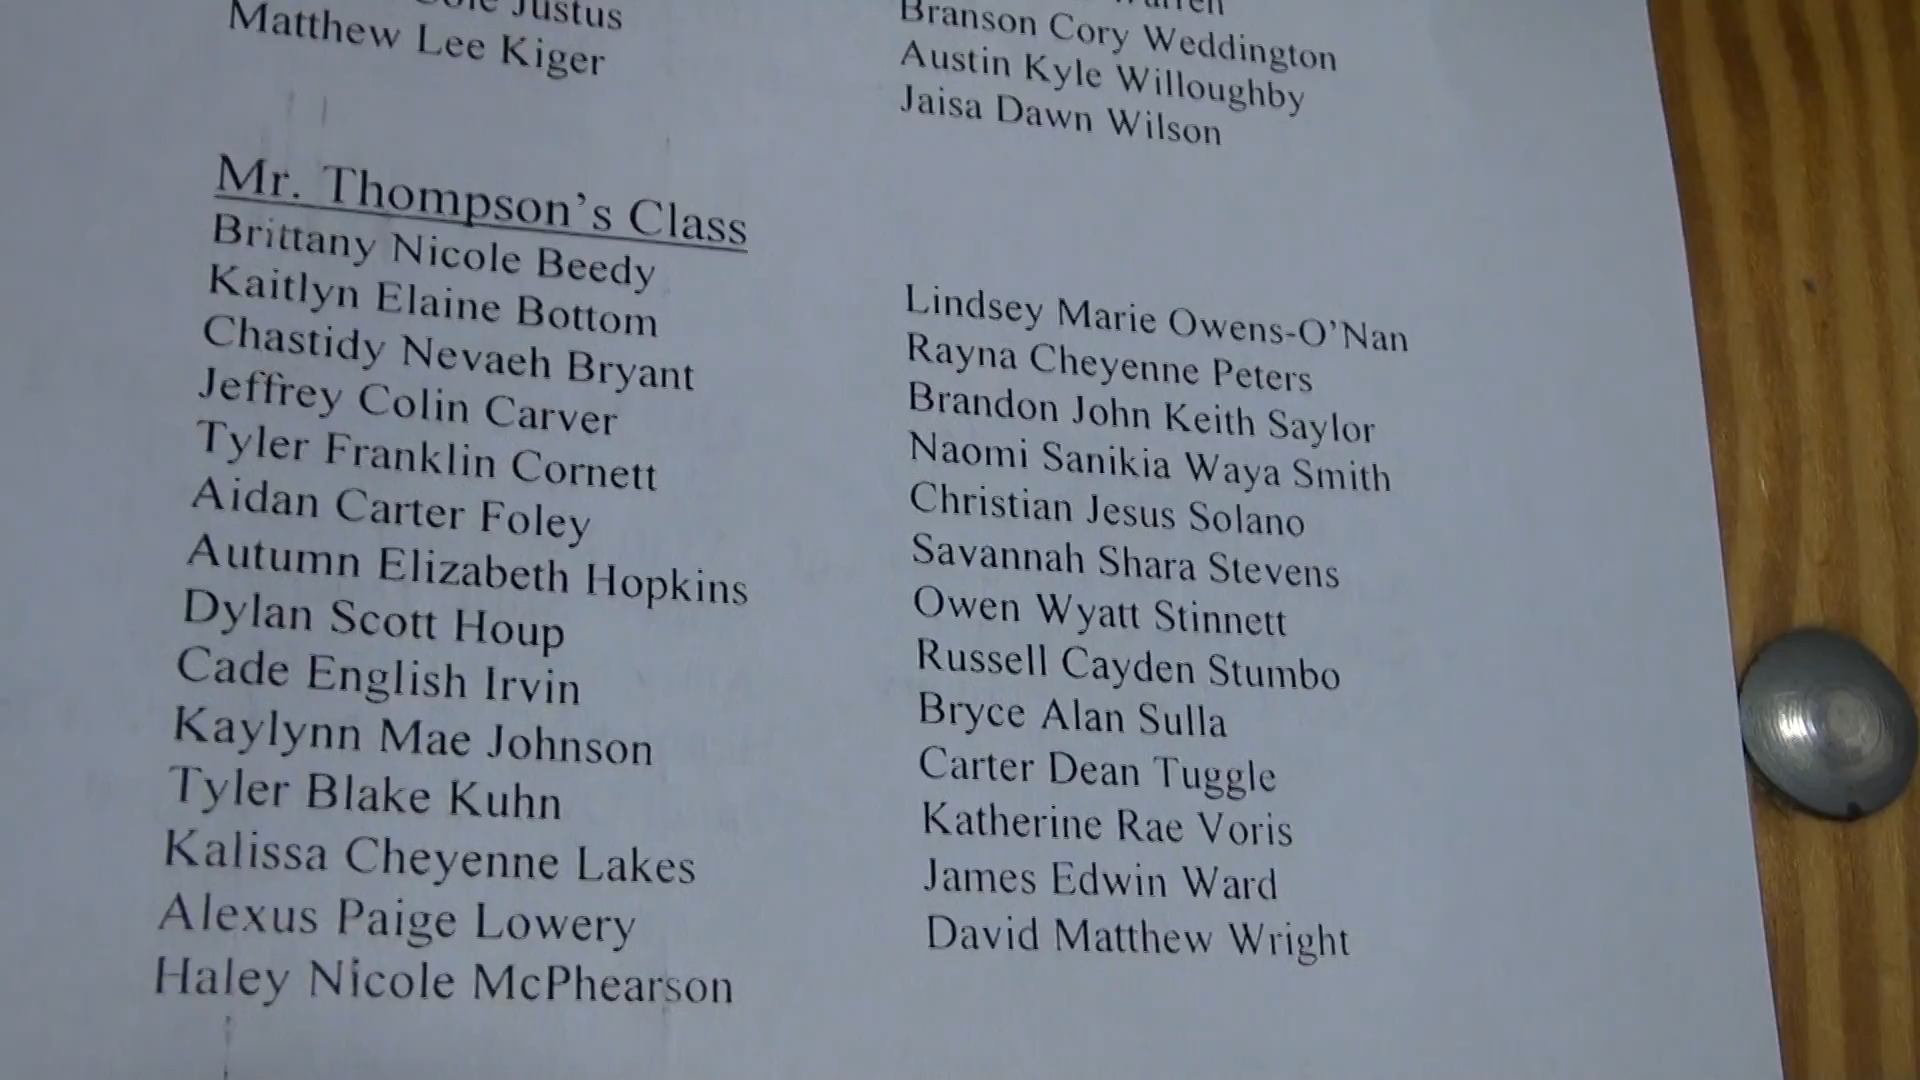 Justus
Matthew Lee Kiger
Branson Cory Weddington
Austin Kyle Willoughby
Jaisa Dawn Wilson
Mr. Thompson's Class
Brittany Nicole Beedy
Kaitlyn Elaine Bottom
Chastidy Nevaeh Bryant
Jeffrey Colin Carver
Tyler Franklin Cornett
Aidan Carter Foley
Autumn Elizabeth Hopkins
Dylan Scott Houp
Cade English Irvin
Kaylynn Mae Johnson
Tyler Blake Kuhn
Kalissa Cheyenne Lakes
Alexus Paige Lowery
Haley Nicole McPhearson
Lindsey Marie Owens-O'Nan
Rayna Cheyenne Peters
Brandon John Keith Saylor
Naomi Sanikia Waya Smith
Christian Jesus Solano
Savannah Shara Stevens
Owen Wyatt Stinnett
Russell Cayden Stumbo
Bryce Alan Sulla
Carter Dean Tuggle
Katherine Rae Voris
James Edwin Ward
David Matthew Wright